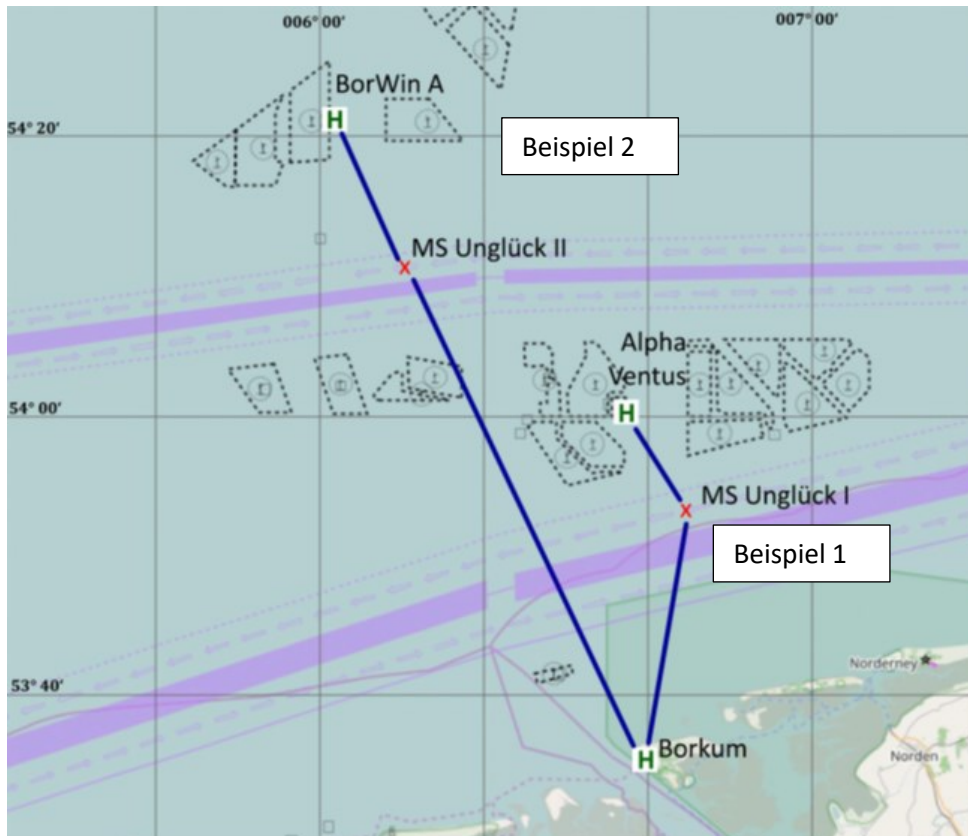 006° 00′
007° 00′
BorWin A
H
54° 20′
Beispiel 2
MS Unglück II
x
Alpha
Ventus
54° 00′
H
MS Unglück I
x
Beispiel 1
53° 40′
Norderney
Borkum
H
Norden